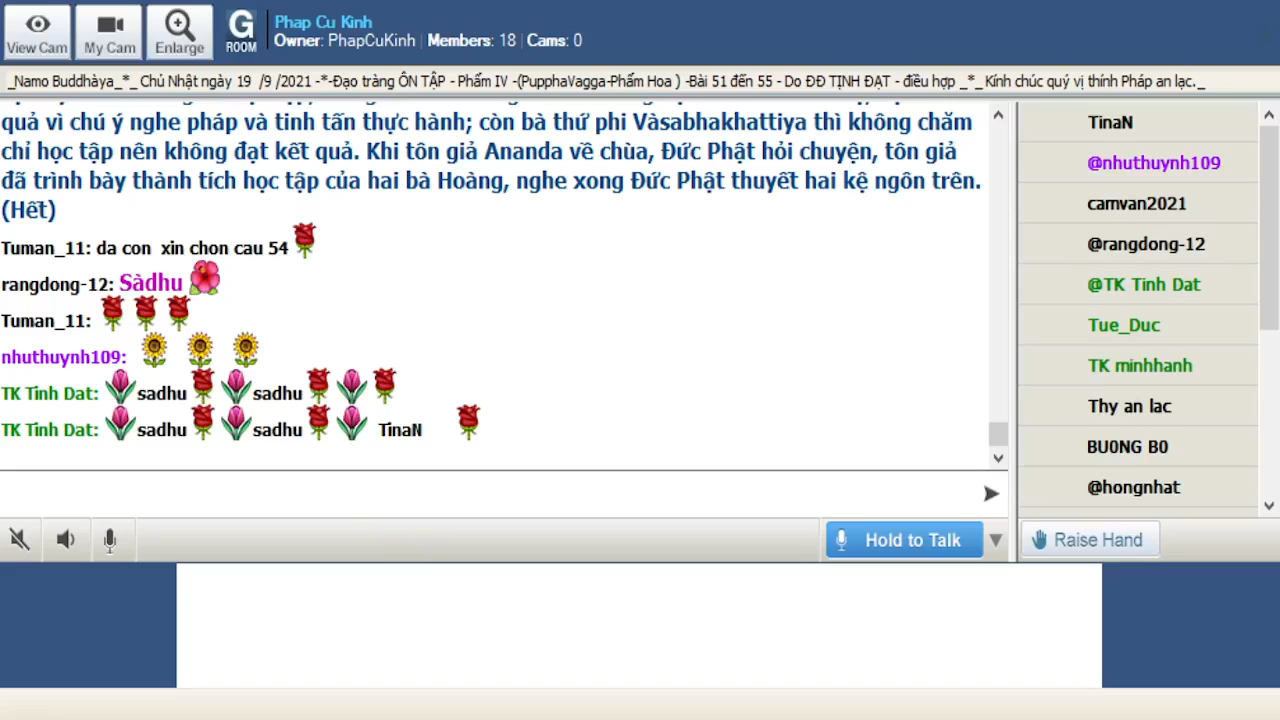 View Cam
My Cam
Enlarge
G
ROOM
Phap Cu Kinh
Owner: PhapCuKinh | Members: 18 | Cams: 0
_Namo Buddhàya_*_ Chủ Nhật ngày 19 /9 /2021 -*-Đạo tràng ÔN TẬP - Phẩm IV -(PupphaVagga-Phẩm Hoa ) -Bài 51 đến 55 - Do ĐĐ TỊNH ĐẠT - điều hợp _*_ Kính chúc quý vị thính Pháp an lạc._
quả vì chú ý nghe pháp và tinh tấn thực hành; còn bà thứ phi Vàsabhakhattiya thì không chăm
chỉ học tập nên không đạt kết quả. Khi tôn giả Ananda về chùa, Đức Phật hỏi chuyện, tôn giả
đã trình bày thành tích học tập của hai bà Hoàng, nghe xong Đức Phật thuyết hai kệ ngôn trên.
(Hết)
Tuman_11: da con xin chon cau 54
rangdong-12: Sàdhu
Tuman_11:
nhuthuynh109:
TK Tinh Dat: sadhu sadhu
TK Tinh Dat: sadhu sadhu TinaN
Hold to Talk
TinaN
@nhuthuynh109
camvan2021
@rangdong-12
@TK Tinh Dat
Tue_Duc
TK minhhanh
Thy an lac
BU0NG B0
@hongnhat
Raise Hand